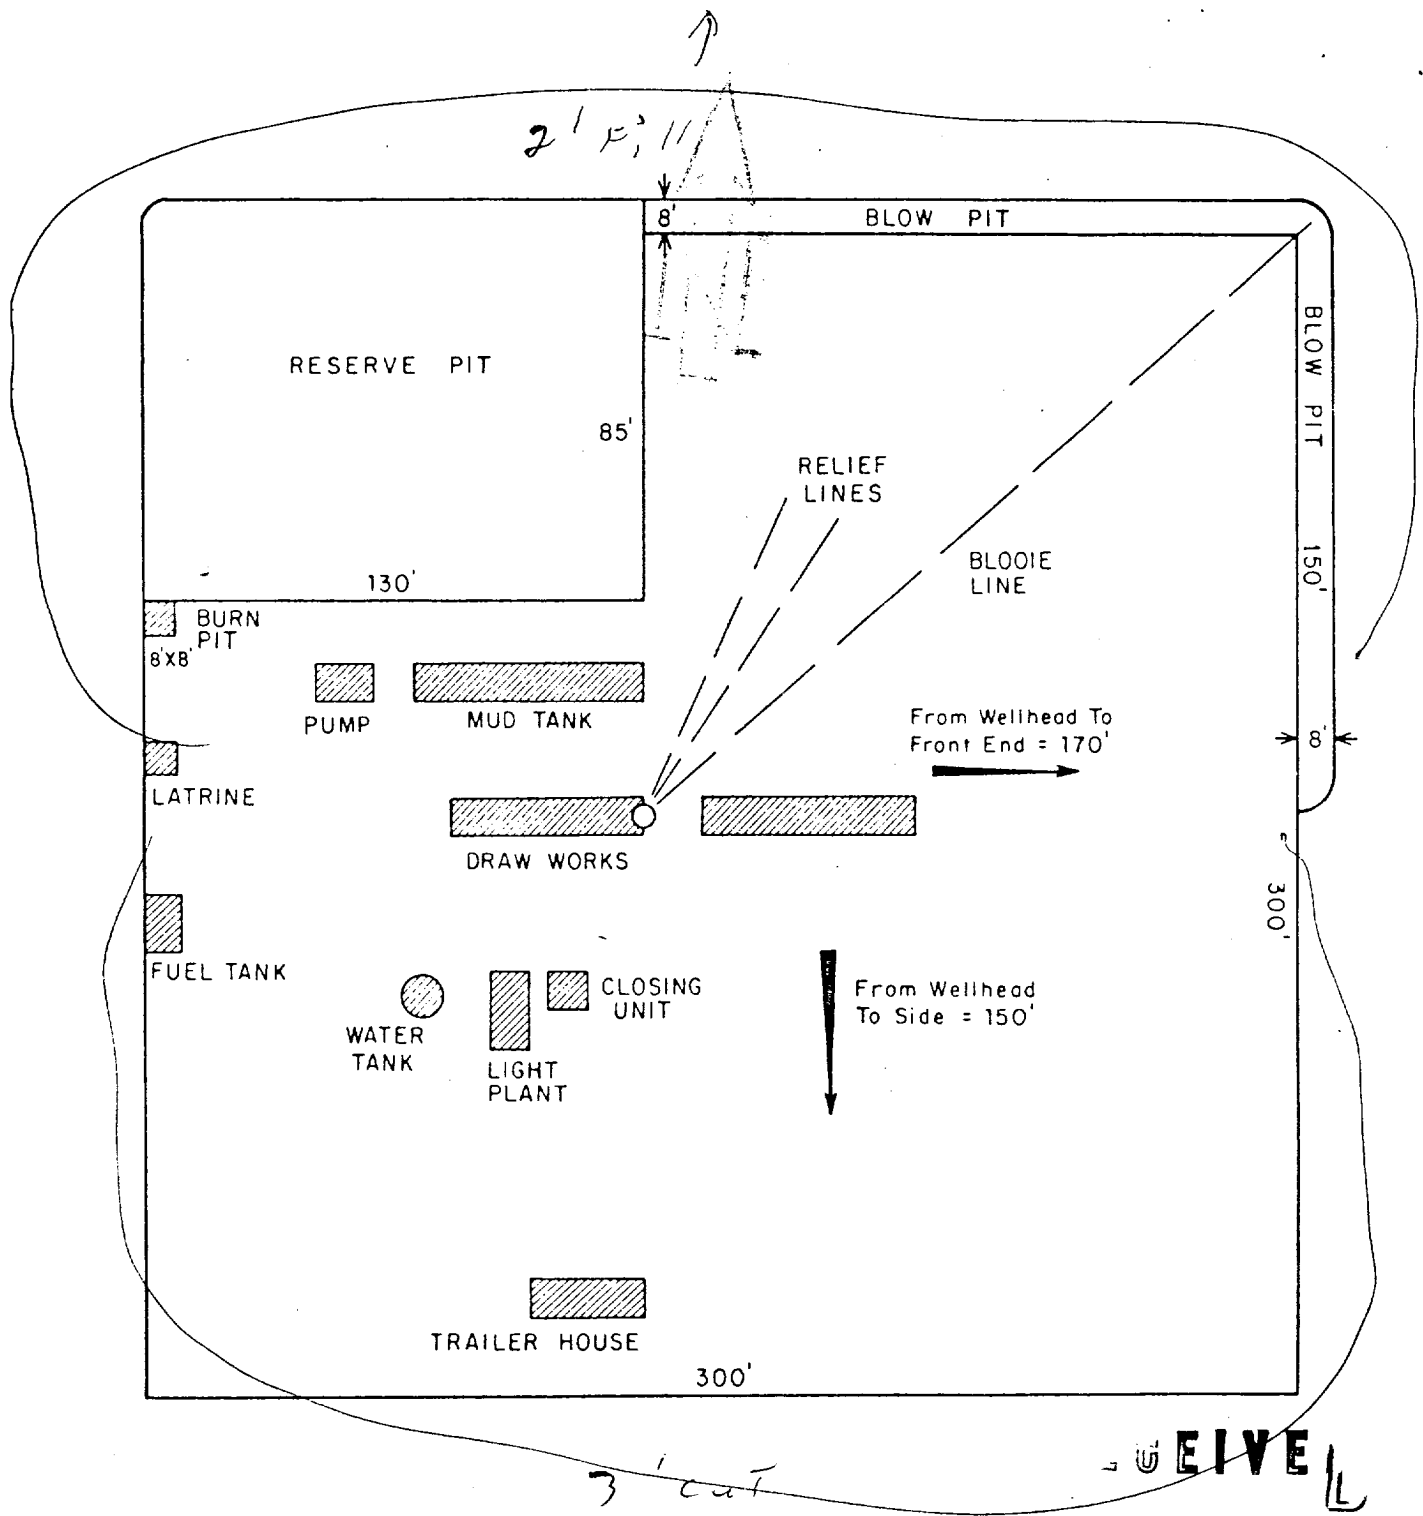 2' Fill
8'
BLOW PIT
RESERVE PIT
BLOW PIT
85'
RELIEF
LINES
BLOOIE
LINE
150'
130'
BURN
PIT
8'X8'
PUMP
MUD TANK
From Wellhead To
Front End = 170'
8'
LATRINE
DRAW WORKS
300'
FUEL TANK
CLOSING
UNIT
From Wellhead
To Side = 150'
WATER
TANK
LIGHT
PLANT
TRAILER HOUSE
300'
3' cut